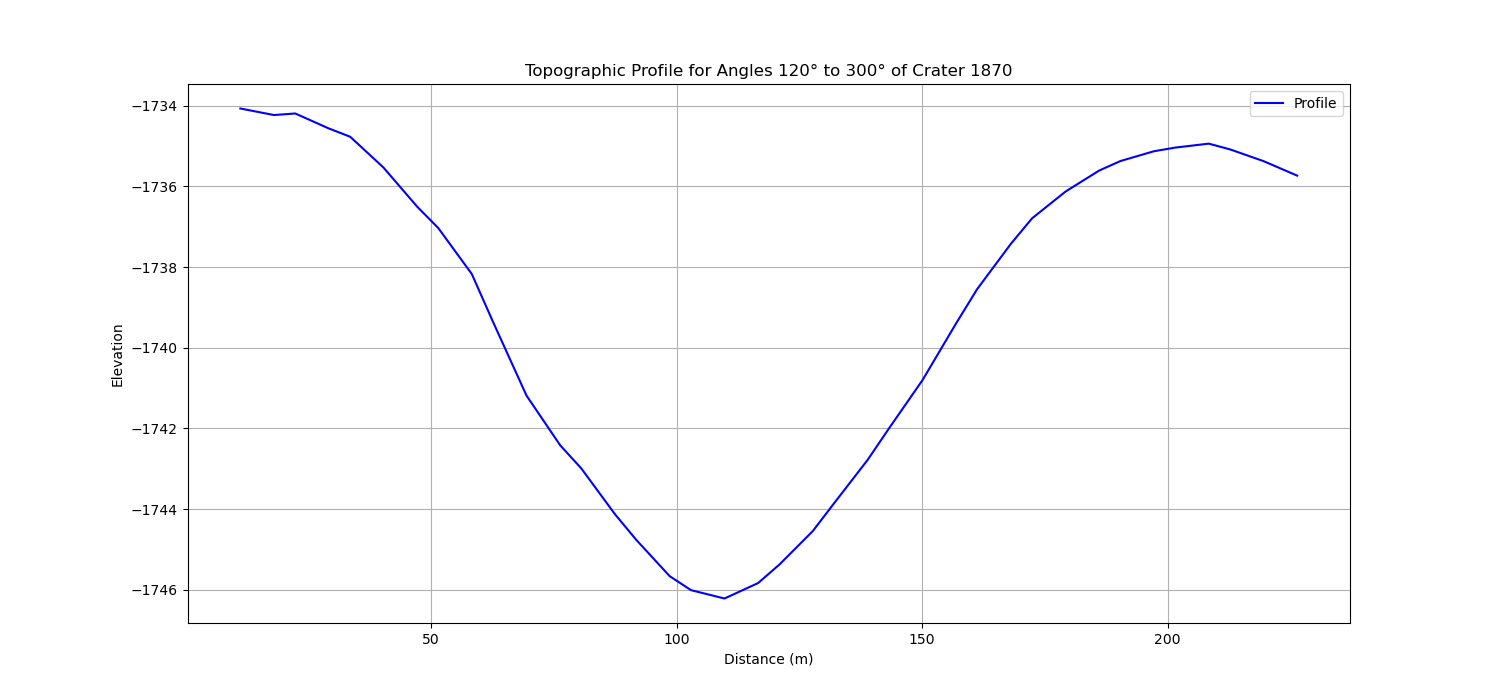 Topographic Profile for Angles 120° to 300° of Crater 1870
Profile
−1734
−1736
−1738
−1740
−1742
−1744
−1746
Elevation
50
100
150
200
Distance (m)